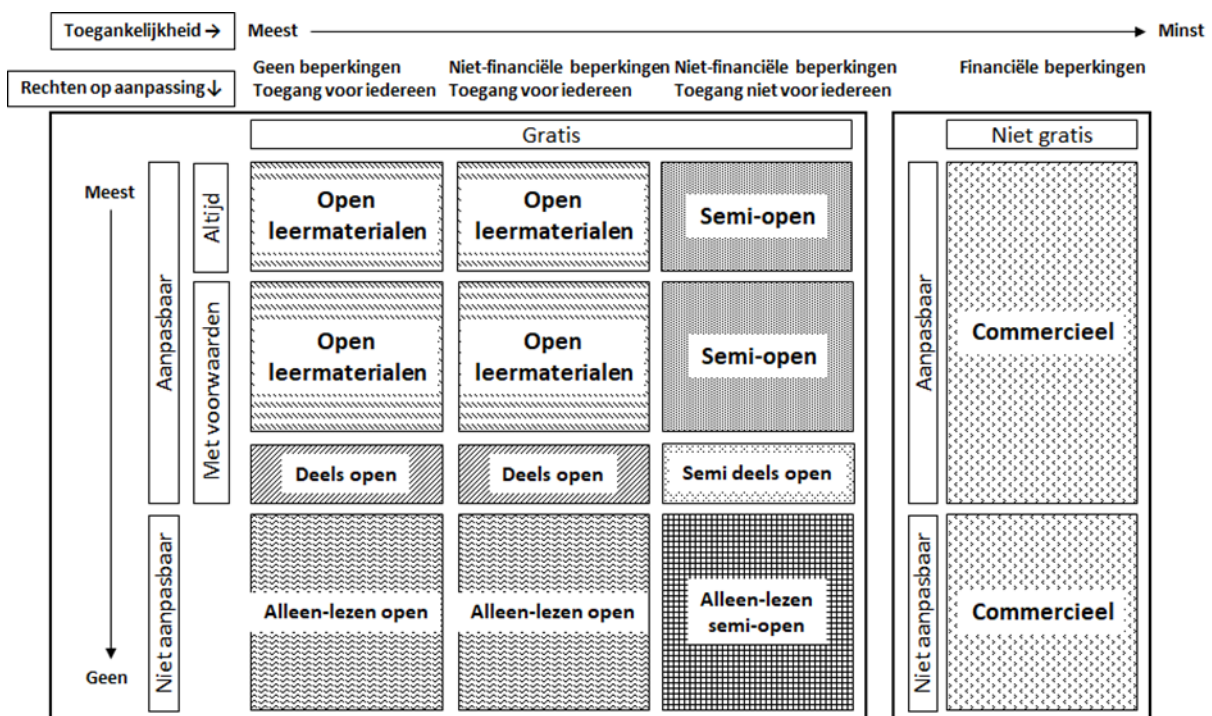 Toegankelijkheid →
Meest
Minst
Rechten op aanpassing↓
Geen beperkingen
Toegang voor iedereen
Niet-financiële beperkingen
Toegang voor iedereen
Niet-financiële beperkingen
Toegang niet voor iedereen
Financiële beperkingen
Gratis
Niet gratis
Meest
Geen
Aanpasbaar
Altijd
Met voorwaarden
Niet aanpasbaar
Open
leermaterialen
Open
leermaterialen
Semi-open
Open
leermaterialen
Open
leermaterialen
Semi-open
Deels open
Deels open
Semi deels open
Alleen-lezen open
Alleen-lezen open
Alleen-lezen
semi-open
Aanpasbaar
Commercieel
Niet aanpasbaar
Commercieel